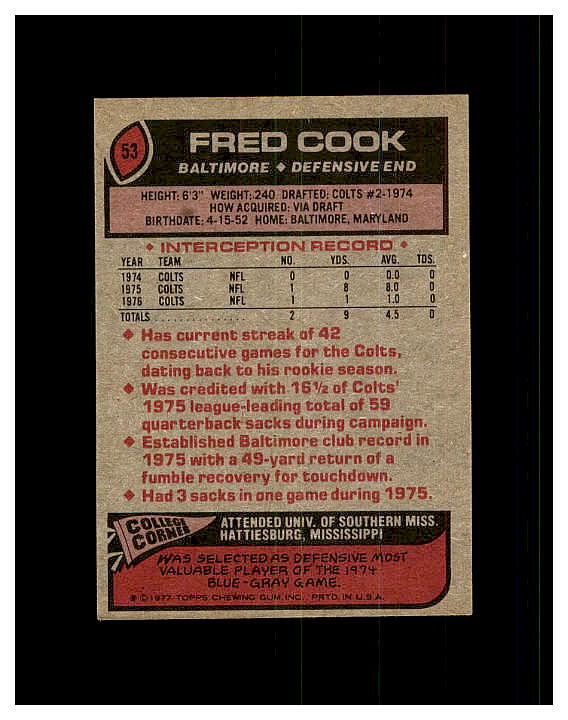 53
FRED COOK
BALTIMORE ◆ DEFENSIVE END
HEIGHT: 6'3" WEIGHT: 240 DRAFTED: COLTS #2-1974
HOW ACQUIRED: VIA DRAFT
BIRTHDATE: 4-15-52 HOME: BALTIMORE, MARYLAND
◆ INTERCEPTION RECORD ◆
YEAR TEAM NO. YDS. AVG. TDS.
1974 COLTS NFL 0 0 0.0 0
1975 COLTS NFL 1 8 8.0 0
1976 COLTS NFL 1 1 1.0 0
TOTALS .............. 2 9 4.5 0
◆ Has current streak of 42
consecutive games for the Colts,
dating back to his rookie season.
◆ Was credited with 16½ of Colts'
1975 league-leading total of 59
quarterback sacks during campaign.
◆ Established Baltimore club record in
1975 with a 49-yard return of a
fumble recovery for touchdown.
◆ Had 3 sacks in one game during 1975.
COLLEGE
CORNER
ATTENDED UNIV. OF SOUTHERN MISS.
HATTIESBURG, MISSISSIPPI
WAS SELECTED AS DEFENSIVE MOST
VALUABLE PLAYER OF THE 1974
BLUE-GRAY GAME.
✱ © 1977 TOPPS CHEWING GUM, INC. PRTD. IN U.S.A.